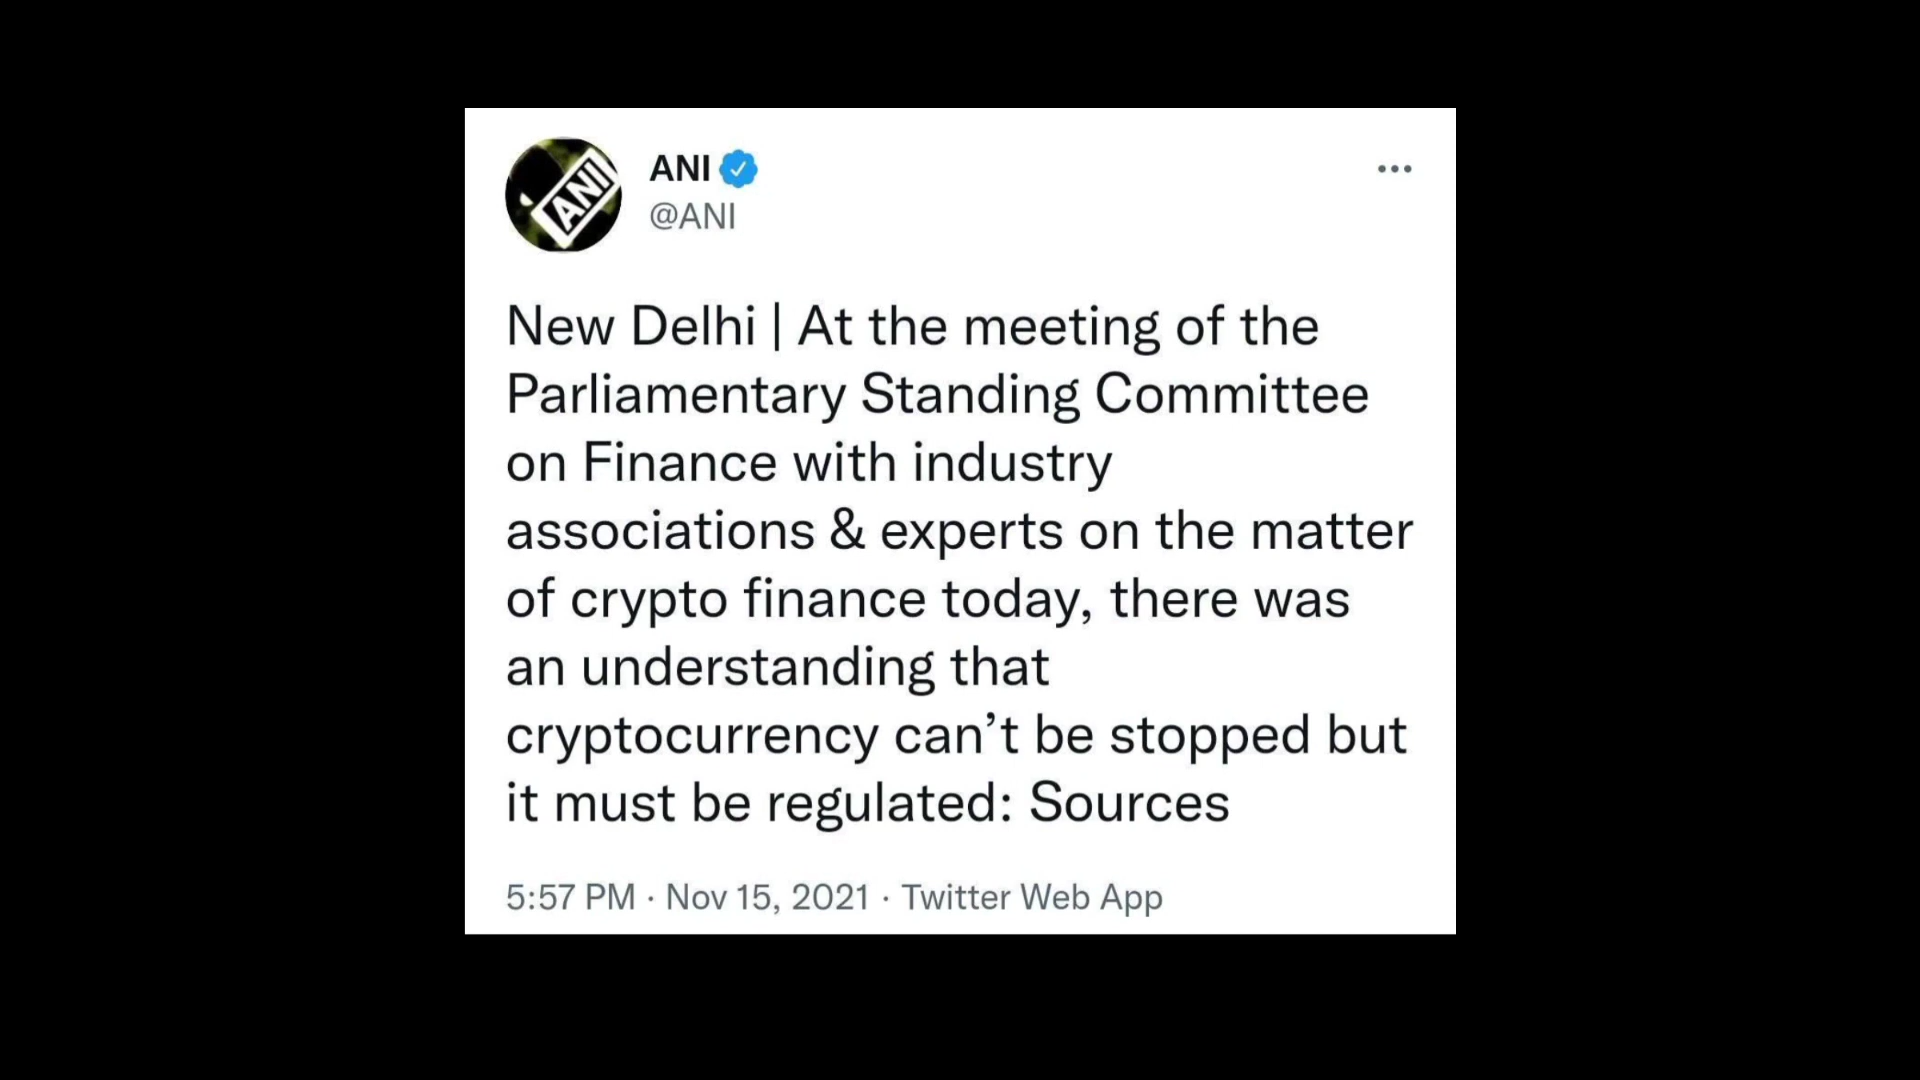 ANI
ANI
@ANI
New Delhi | At the meeting of the
Parliamentary Standing Committee
on Finance with industry
associations & experts on the matter
of crypto finance today, there was
an understanding that
cryptocurrency can’t be stopped but
it must be regulated: Sources
5:57 PM · Nov 15, 2021 · Twitter Web App